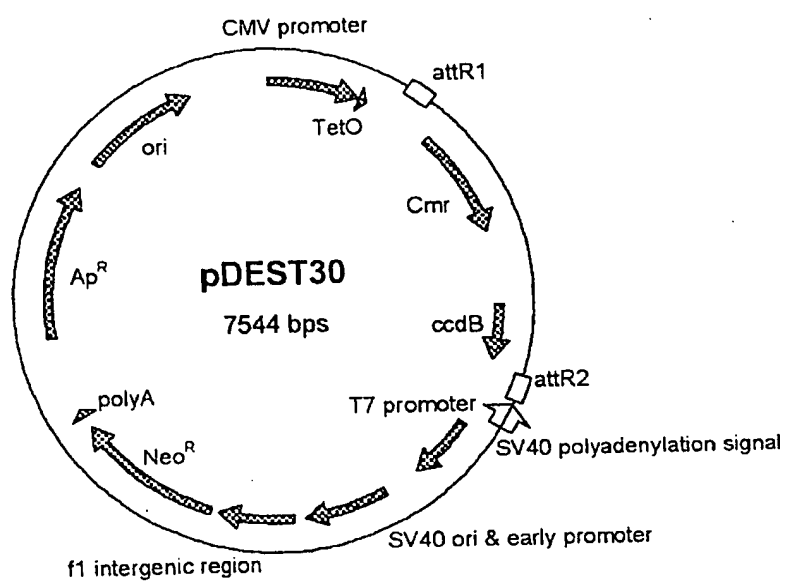 CMV promoter
attR1
TetO
ori
Cmr
ApR
pDEST30
7544 bps
ccdB
attR2
polyA
T7 promoter
SV40 polyadenylation signal
NeoR
SV40 ori & early promoter
f1 intergenic region